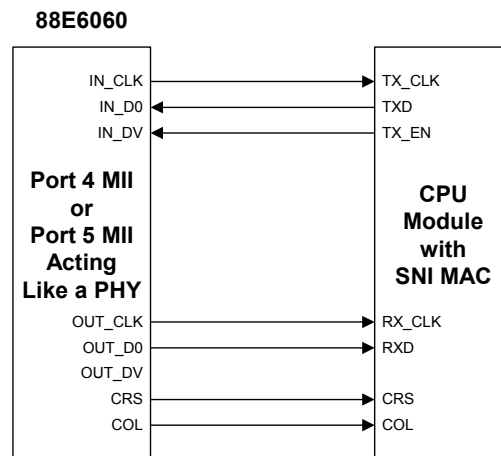 88E6060
IN_CLK TX_CLK
IN_D0 TXD
IN_DV TX_EN
Port 4 MII
or
Port 5 MII
Acting
Like a PHY
CPU
Module
with
SNI MAC
OUT_CLK RX_CLK
OUT_D0 RXD
OUT_DV
CRS CRS
COL COL